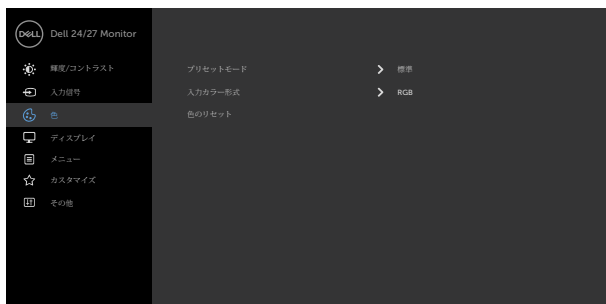 DELL Dell 24/27 Monitor
輝度/コントラスト
プリセットモード 標準
入力信号
入力カラー形式 RGB
色
色のリセット
ディスプレイ
メニュー
カスタマイズ
その他